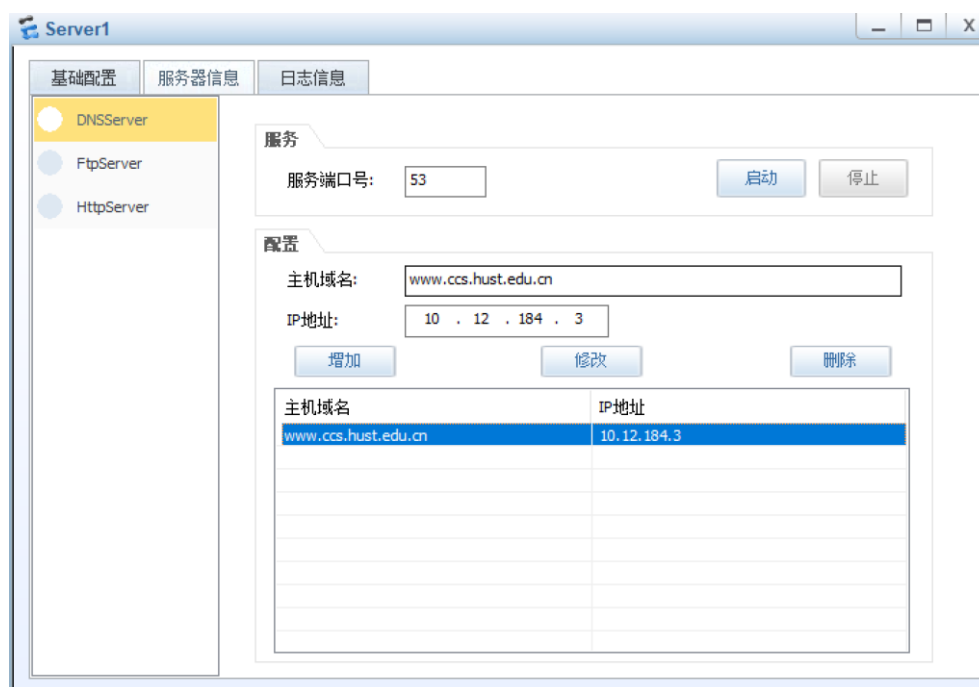 Server1
基础配置 服务器信息 日志信息
DNSServer
FtpServer
HttpServer
服务
服务端口号: 53 启动 停止
配置
主机域名: www.ccs.hust.edu.cn
IP地址: 10 . 12 . 184 . 3
增加 修改 删除
主机域名 IP地址
www.ccs.hust.edu.cn 10.12.184.3